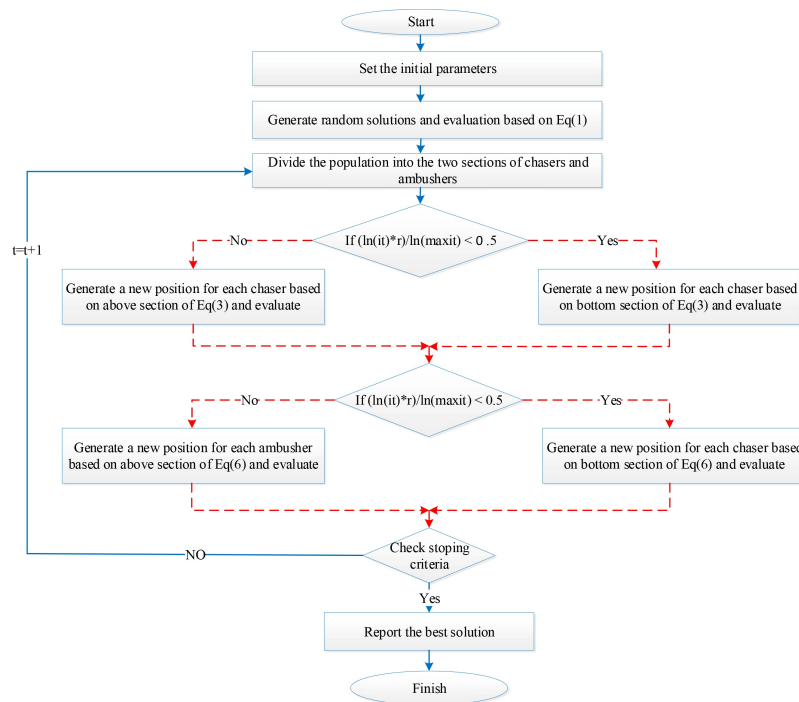 Start
Set the initial parameters
Generate random solutions and evaluation based on Eq(1)
Divide the population into the two sections of chasers and
ambushers
t=t+1
If (ln(it)*r)/ln(maxit) < 0 .5
No
Yes
Generate a new position for each chaser based
on above section of Eq(3) and evaluate
Generate a new position for each chaser based
on bottom section of Eq(3) and evaluate
If (ln(it)*r)/ln(maxit) < 0.5
No
Yes
Generate a new position for each ambusher
based on above section of Eq(6) and evaluate
Generate a new position for each chaser based
on bottom section of Eq(6) and evaluate
Check stoping
criteria
NO
Yes
Report the best solution
Finish